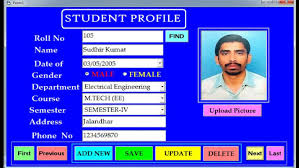 Form1
STUDENT PROFILE
Roll No 105 FIND
Name Sudhir Kumat
Date of 03/05/2005
Gender MALE FEMALE
Department Electrical Engineering
Course M.TECH (EE)
Semester SEMESTER-IV
Address Jalandhar
Phone No 1234569870
Upload Picture
First Previous ADD NEW SAVE UPDATE DELETE Next Last